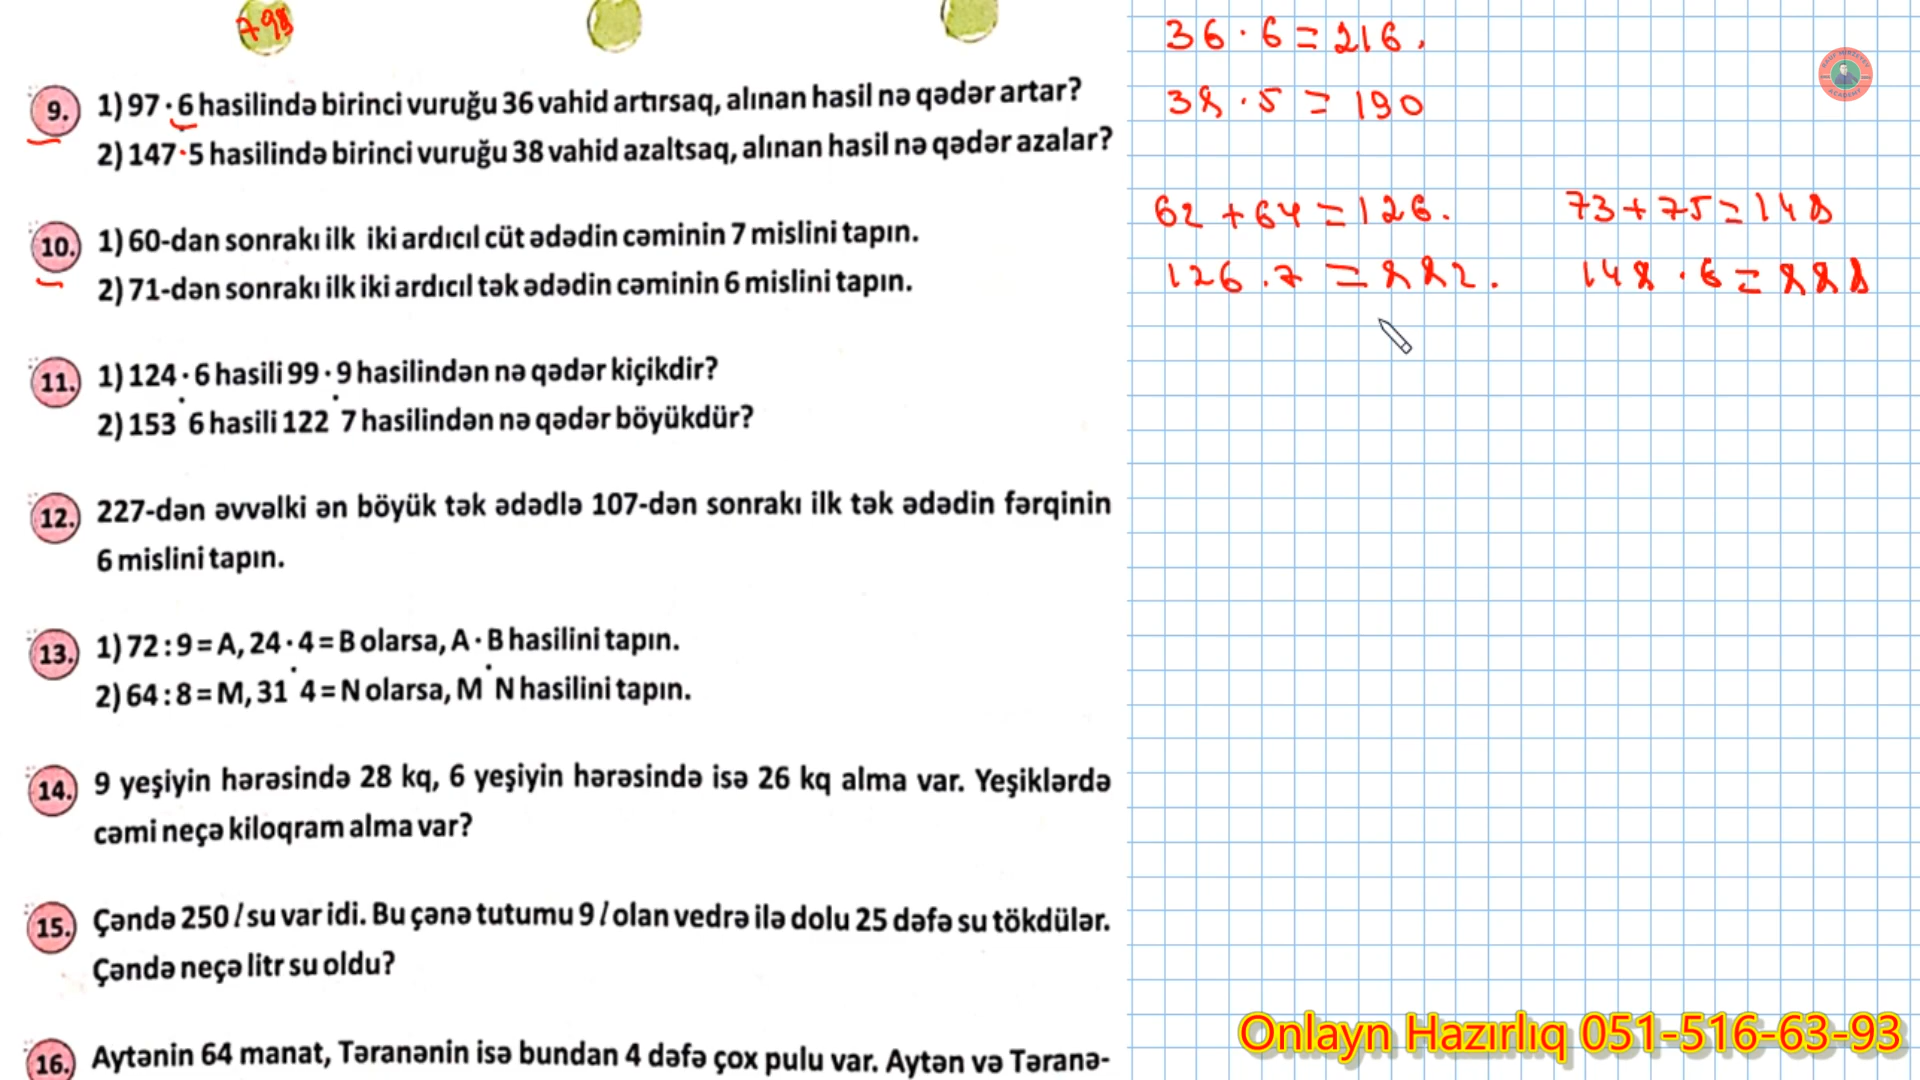 798
9. 1) 97 · 6 hasilində birinci vuruğu 36 vahid artırsaq, alınan hasil nə qədər artar?
2) 147 · 5 hasilində birinci vuruğu 38 vahid azaltsaq, alınan hasil nə qədər azalar?
10. 1) 60-dan sonrakı ilk iki ardıcıl cüt ədədin cəminin 7 mislini tapın.
2) 71-dən sonrakı ilk iki ardıcıl tək ədədin cəminin 6 mislini tapın.
11. 1) 124 · 6 hasili 99 · 9 hasilindən nə qədər kiçikdir?
2) 153 · 6 hasili 122 · 7 hasilindən nə qədər böyükdür?
12. 227-dən əvvəlki ən böyük tək ədədlə 107-dən sonrakı ilk tək ədədin fərqinin
6 mislini tapın.
13. 1) 72 : 9 = A, 24 · 4 = B olarsa, A · B hasilini tapın.
2) 64 : 8 = M, 31 · 4 = N olarsa, M · N hasilini tapın.
14. 9 yeşiyin hərəsində 28 kq, 6 yeşiyin hərəsində isə 26 kq alma var. Yeşiklərdə
cəmi neçə kiloqram alma var?
15. Çəndə 250 l su var idi. Bu çənə tutumu 9 l olan vedrə ilə dolu 25 dəfə su tökdülər.
Çəndə neçə litr su oldu?
16. Aytənin 64 manat, Təranənin isə bundan 4 dəfə çox pulu var. Aytən və Təranə-
36 · 6 = 216.
38 · 5 = 190
62 + 64 = 126. 73 + 75 = 148
126 . 7 = 882. 148 · 6 = 888
ACADEMY
Onlayn Hazırlıq 051-516-63-93